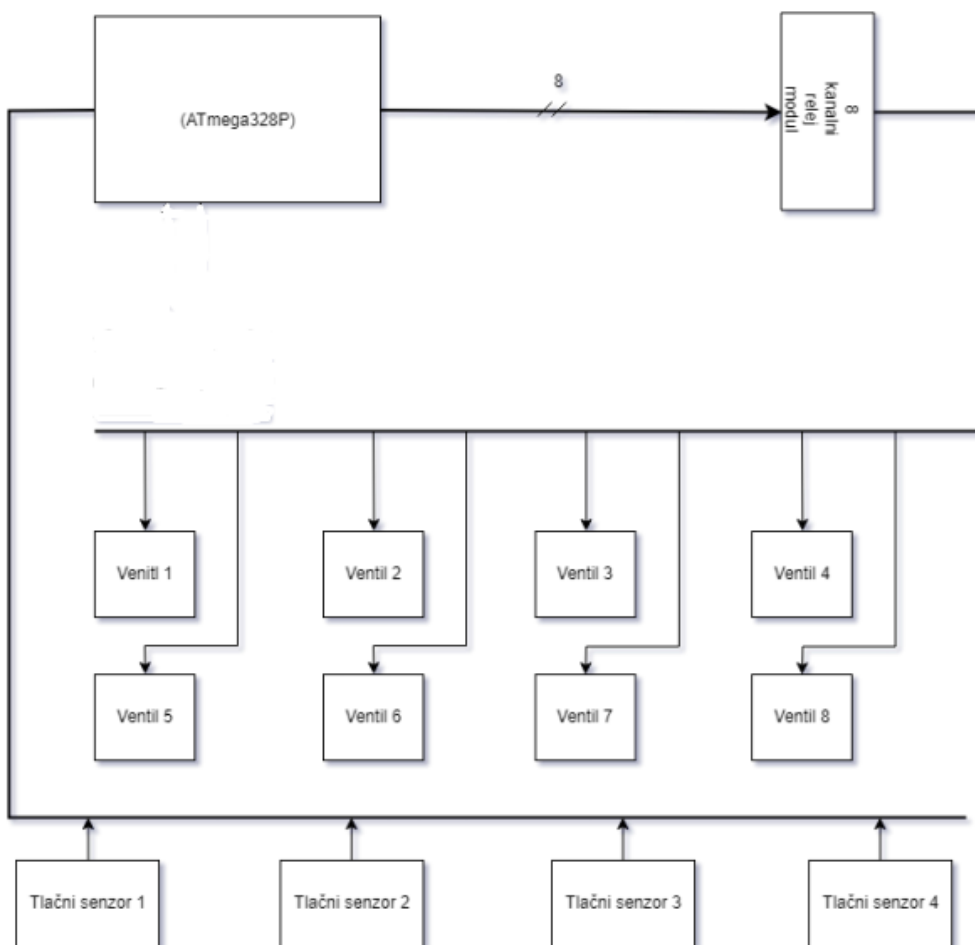 (ATmega328P)
8
8
kanalni
relej
modul
Venitl 1
Ventil 2
Ventil 3
Ventil 4
Ventil 5
Ventil 6
Ventil 7
Ventil 8
Tlačni senzor 1
Tlačni senzor 2
Tlačni senzor 3
Tlačni senzor 4